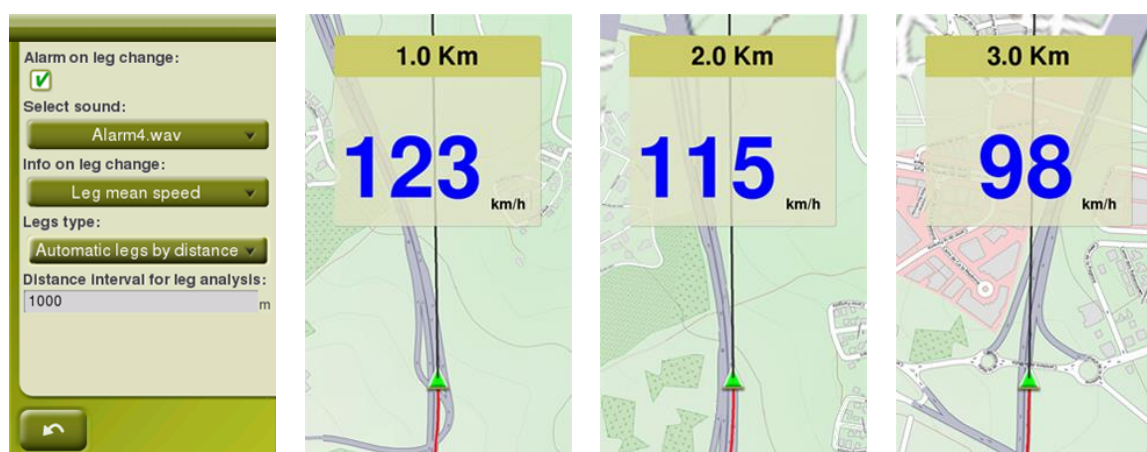 Alarm on leg change:
Select sound:
Alarm4.wav
Info on leg change:
Leg mean speed
Legs type:
Automatic legs by distance
Distance interval for leg analysis:
1000
m
1.0 Km
123
km/h
2.0 Km
115
km/h
3.0 Km
98
km/h